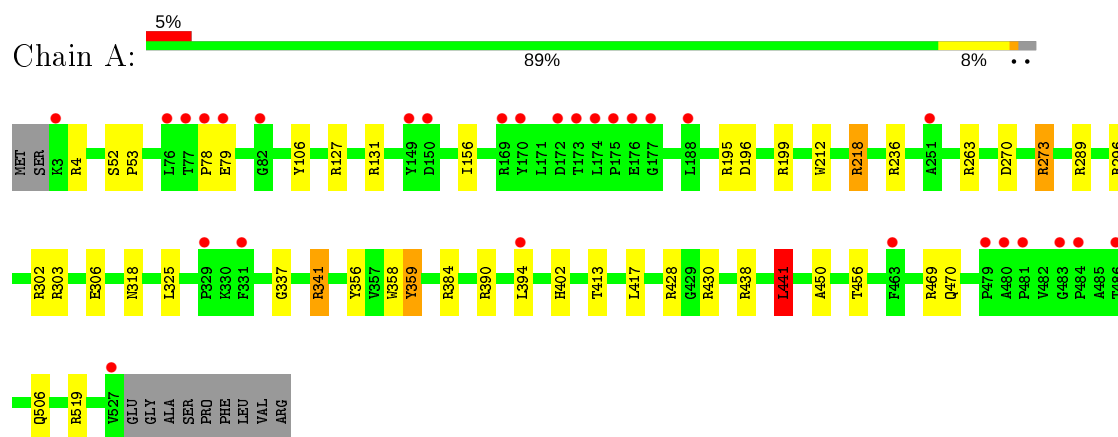 5%
Chain A:
89%
8%
MET SER K3 R4 S52 P53 L76 T77 P78 E79 G82 Y106 R127 R131 Y149 D150 I156 R169 Y170 L171 D172 T173 L174 P175 E176 G177 L188 R195 D196 R199 W212 R218 R236 A251 R263 D270 R273 R289
R302 R303 E306 N318 L325 P329 K330 F331 G337 R341 Y356 V357 W358 Y359 R384 R390 L394 H402 T413 L417 R428 G429 R430 R438 L441 A450 T456 F463 R469 Q470 P479 A480 P481 V482 G483 P484 A485
Q506 R519 V527 GLU GLY ALA SER PRO PHE LEU VAL ARG